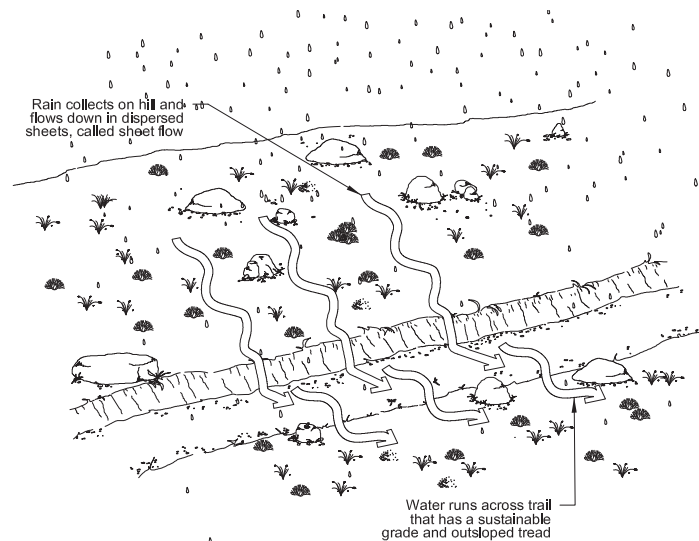 Rain collects on hill and
flows down in dispersed
sheets, called sheet flow
Water runs across trail
that has a sustainable
grade and outsloped tread